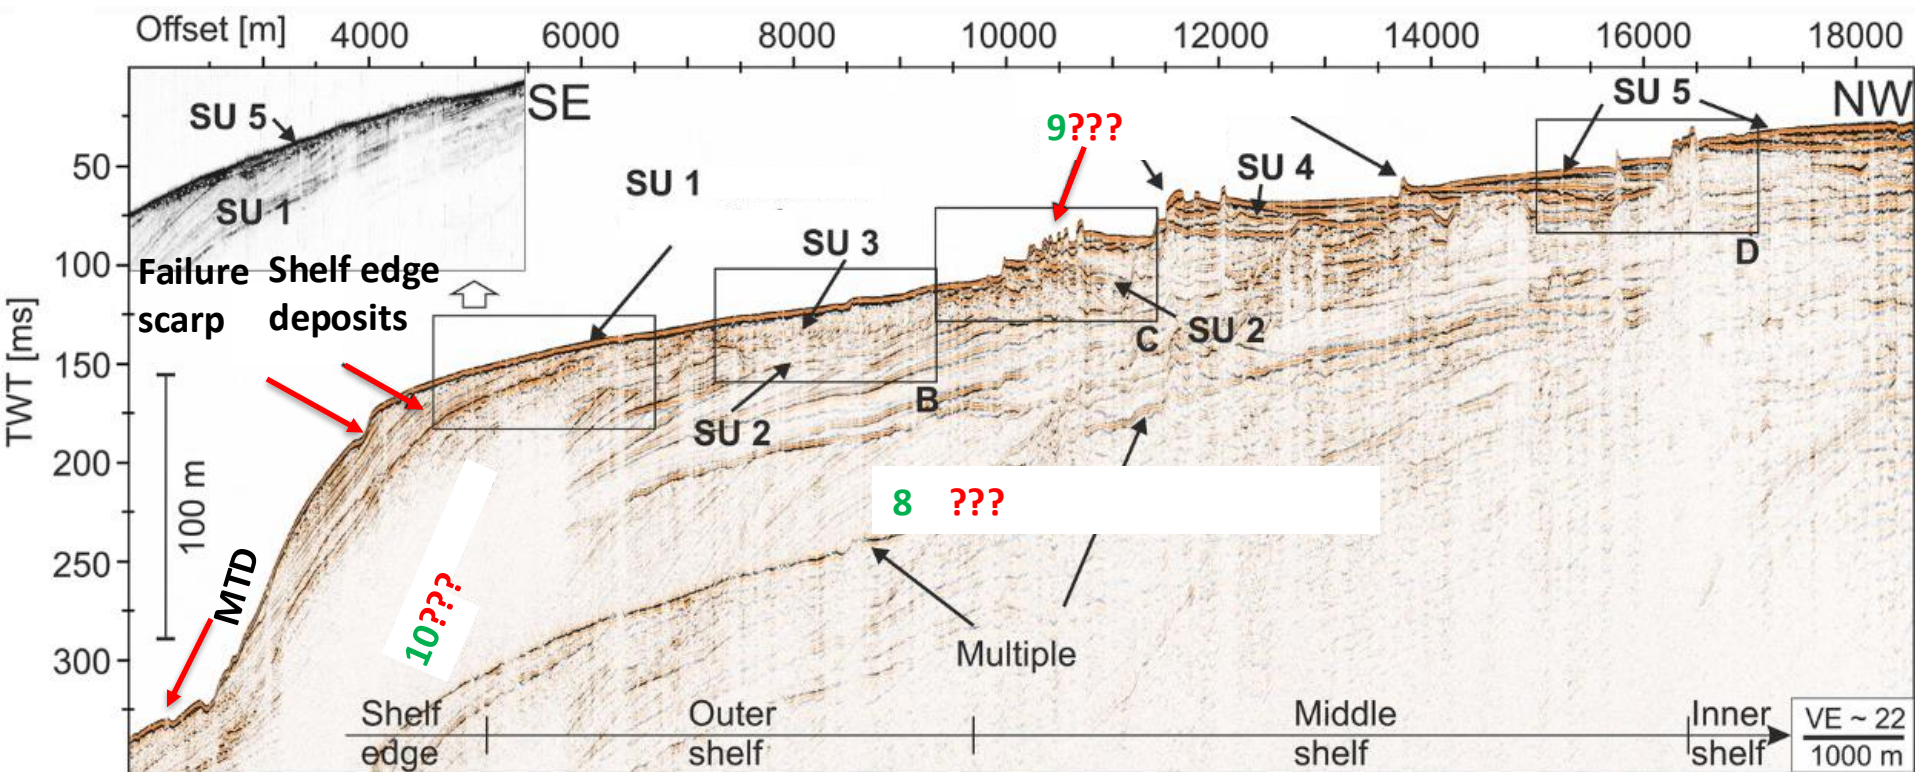 Offset [m] 4000 6000 8000 10000 12000 14000 16000 18000
SE
NW
SU 5
SU 1
SU 5
9???
SU 4
SU 1
SU 3
50
100
150
200
250
300
TWT [ms]
D
Failure
scarp
Shelf edge
deposits
SU 2
C
B
SU 2
100 m
8 ???
MTD
10???
Multiple
Shelf
edge
Outer
shelf
Middle
shelf
Inner
shelf
VE ~ 22
1000 m